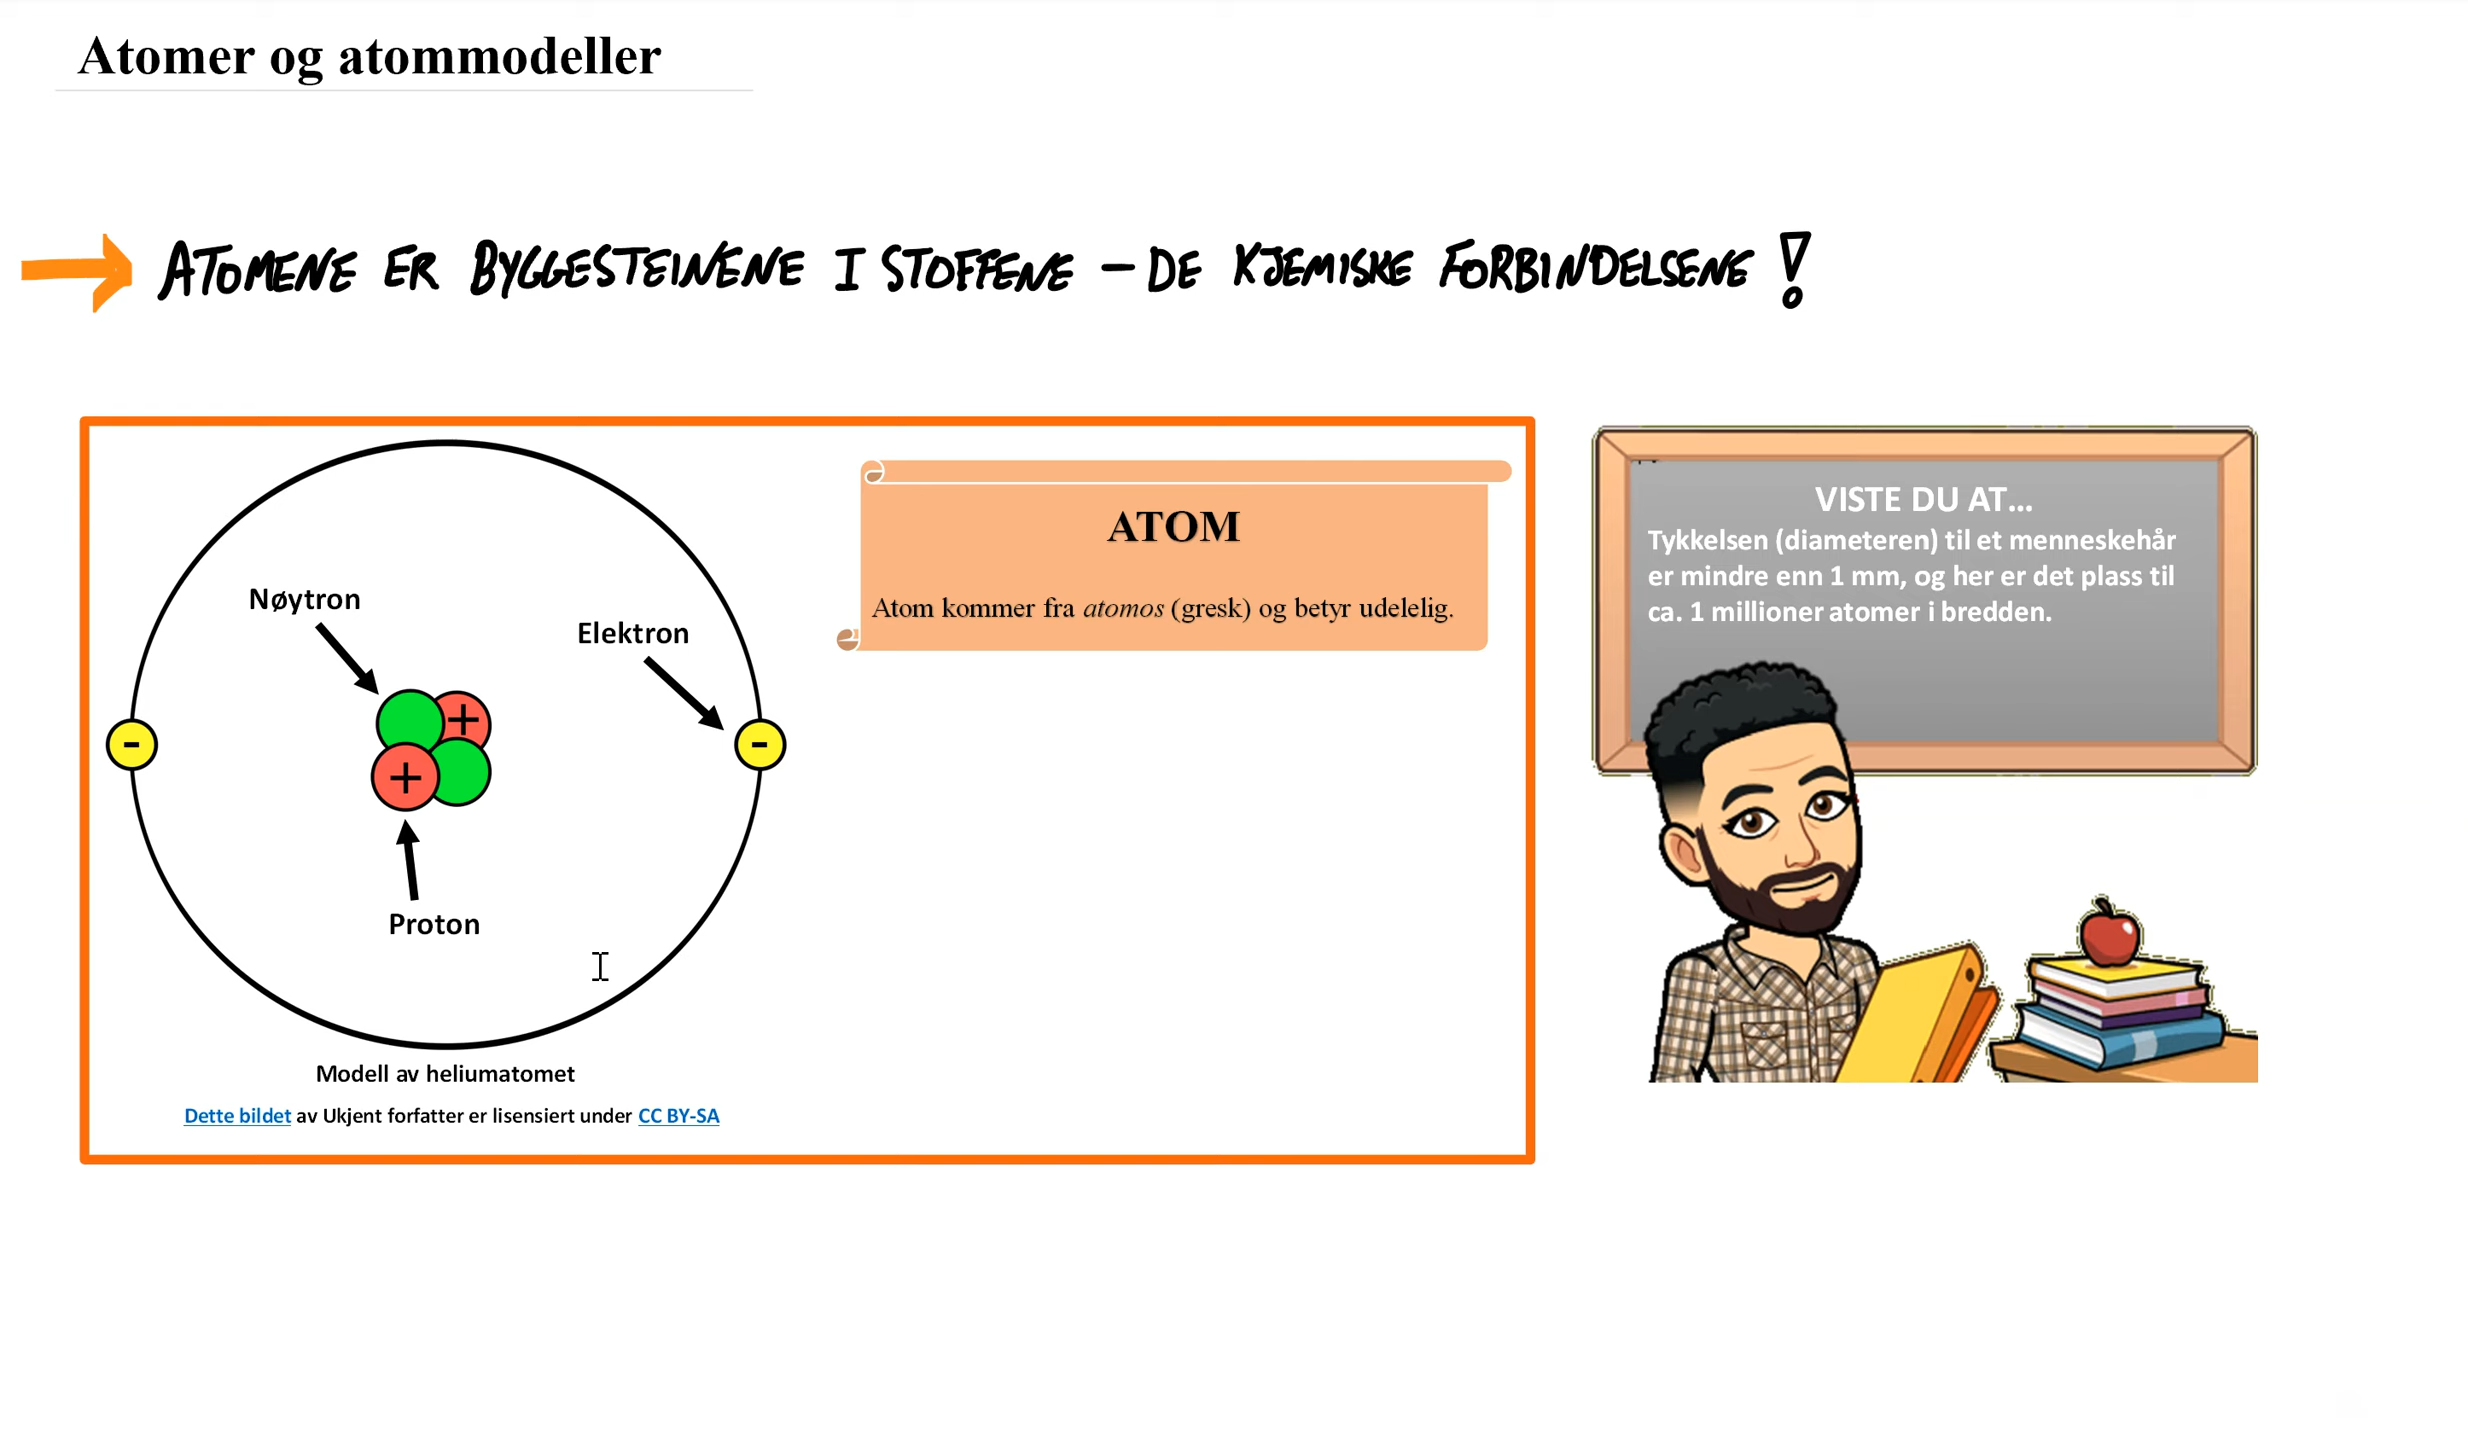 Atomer og atommodeller
ATOMENE ER BYGGESTEINENE I STOFFENE – DE KJEMISKE FORBINDELSENE!
Nøytron
Elektron
+
+
-
-
Proton
Modell av heliumatomet
Dette bildet av Ukjent forfatter er lisensiert under CC BY-SA
ATOM
Atom kommer fra atomos (gresk) og betyr udelelig.
VISTE DU AT...
Tykkelsen (diameteren) til et menneskehår
er mindre enn 1 mm, og her er det plass til
ca. 1 millioner atomer i bredden.